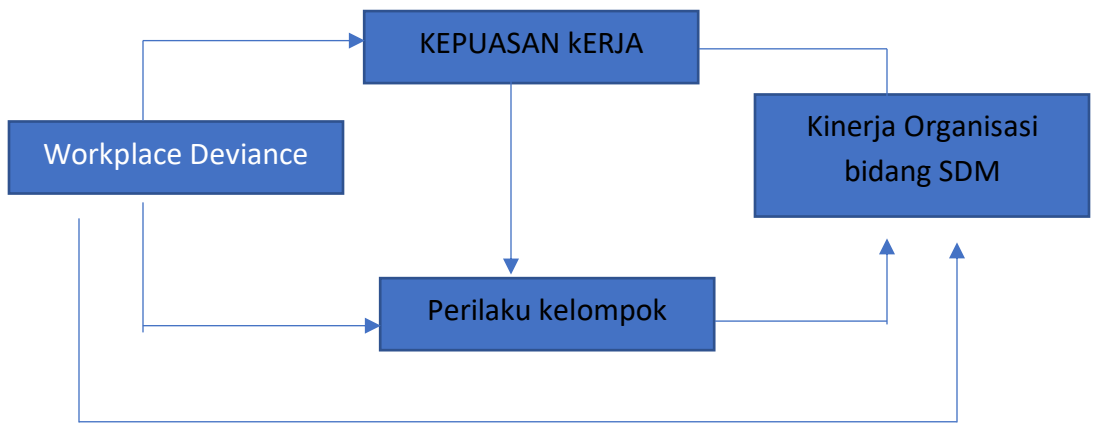 KEPUASAN kERJA
Workplace Deviance
Kinerja Organisasi
bidang SDM
Perilaku kelompok